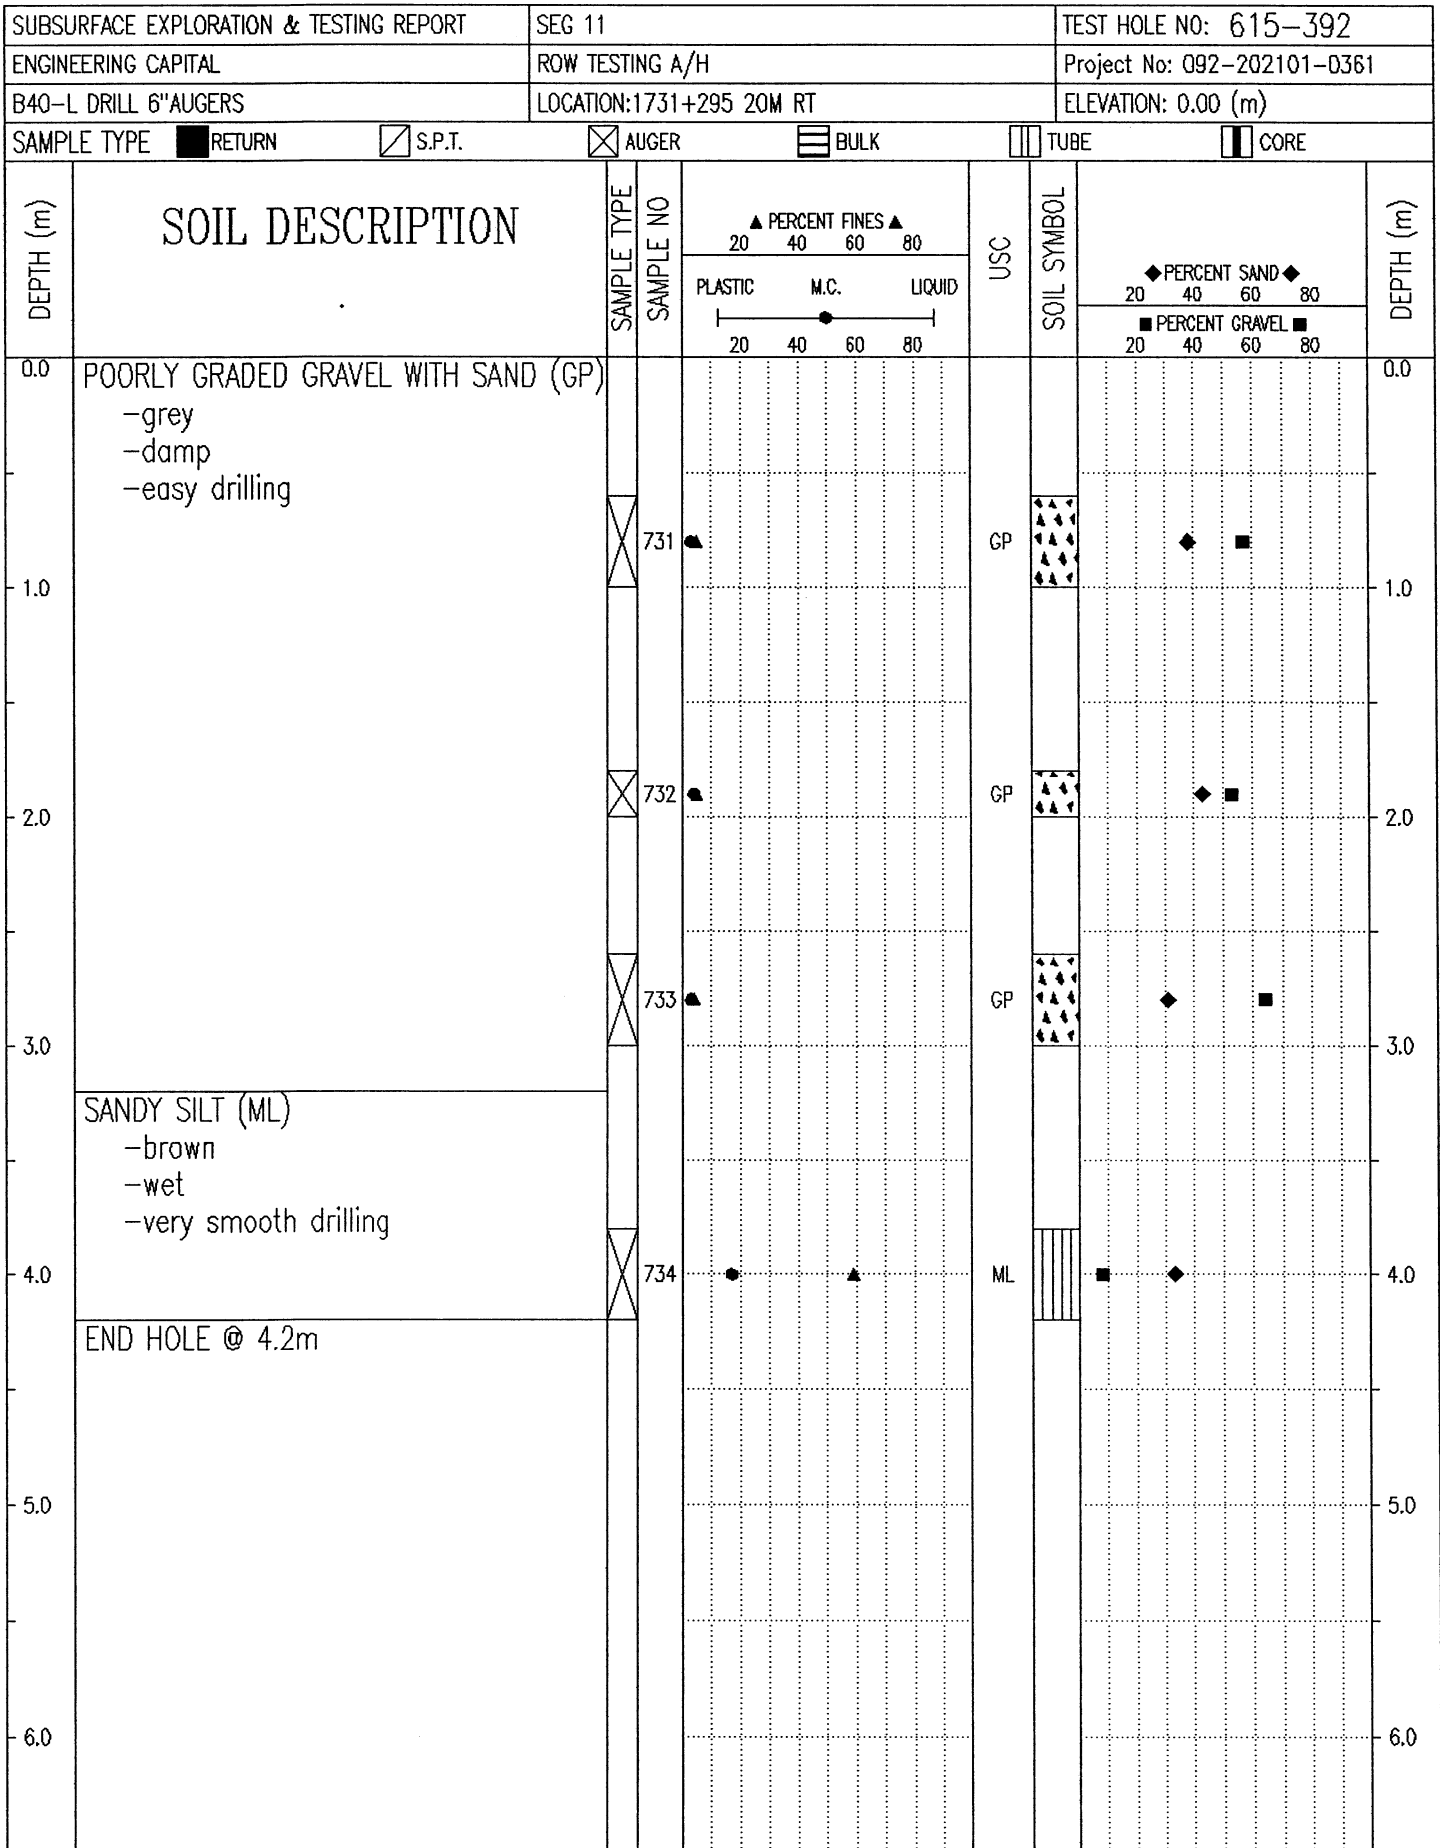 SUBSURFACE EXPLORATION & TESTING REPORT
SEG 11
TEST HOLE NO: 615-392
ENGINEERING CAPITAL
ROW TESTING A/H
Project No: 092-202101-0361
B40-L DRILL 6"AUGERS
LOCATION:1731+295 20M RT
ELEVATION: 0.00 (m)
SAMPLE TYPE RETURN S.P.T. AUGER BULK TUBE CORE
DEPTH (m)
SOIL DESCRIPTION
SAMPLE TYPE
SAMPLE NO
▲ PERCENT FINES ▲
20 40 60 80
PLASTIC M.C. LIQUID
20 40 60 80
USC
SOIL SYMBOL
◆ PERCENT SAND ◆
20 40 60 80
■ PERCENT GRAVEL ■
20 40 60 80
DEPTH (m)
0.0 POORLY GRADED GRAVEL WITH SAND (GP) 0.0
-grey
-damp
-easy drilling
731 GP
1.0 1.0
732 GP
2.0 2.0
733 GP
3.0 3.0
SANDY SILT (ML)
-brown
-wet
-very smooth drilling
4.0 734 ML 4.0
END HOLE @ 4.2m
5.0 5.0
6.0 6.0